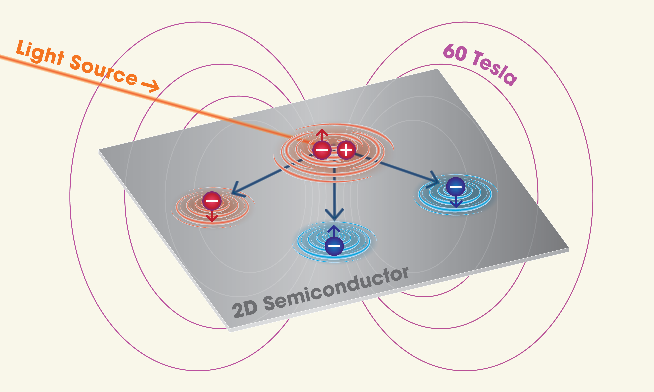 Light Source →
60 Tesla
− +
−
−
−
2D Semiconductor